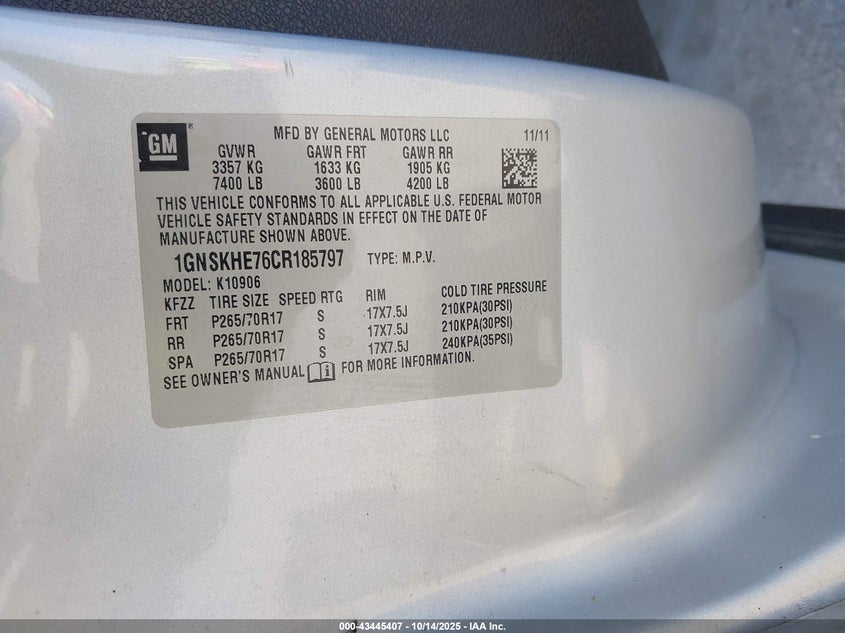 GM ®
MFD BY GENERAL MOTORS LLC 11/11
GVWR GAWR FRT GAWR RR
3357 KG 1633 KG 1905 KG
7400 LB 3600 LB 4200 LB
THIS VEHICLE CONFORMS TO ALL APPLICABLE U.S. FEDERAL MOTOR
VEHICLE SAFETY STANDARDS IN EFFECT ON THE DATE OF
MANUFACTURE SHOWN ABOVE.
1GNSKHE76CR185797 TYPE: M.P.V.
MODEL: K10906
KFZZ TIRE SIZE SPEED RTG RIM COLD TIRE PRESSURE
FRT P265/70R17 S 17X7.5J 210KPA(30PSI)
RR P265/70R17 S 17X7.5J 210KPA(30PSI)
SPA P265/70R17 S 17X7.5J 240KPA(35PSI)
SEE OWNER'S MANUAL i FOR MORE INFORMATION.
000-43445407 - 10/14/2025 - IAA Inc.